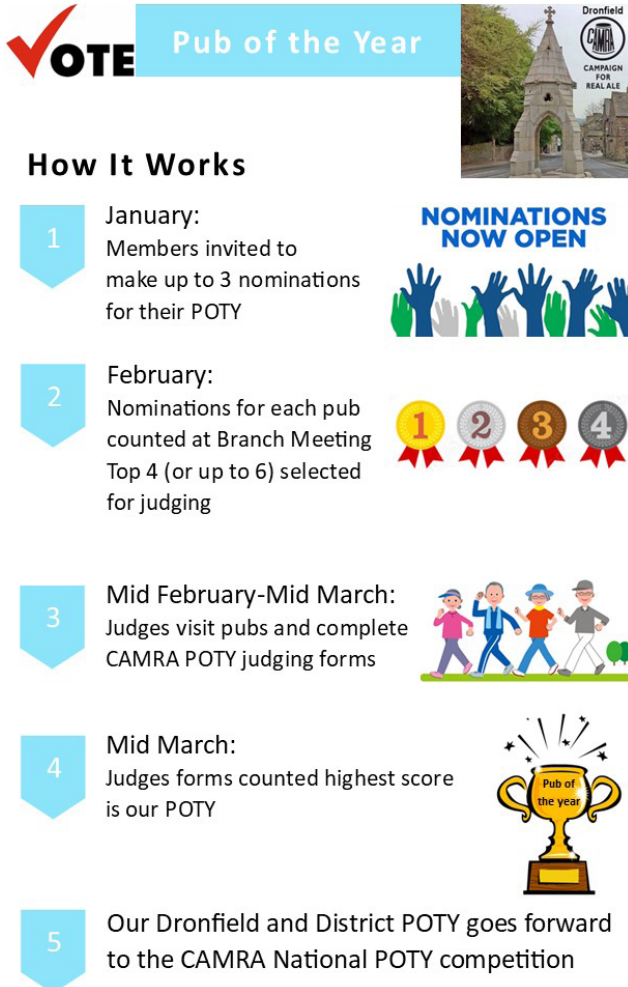 VOTE
Pub of the Year
Dronfield
CAMRA
CAMPAIGN
FOR
REAL ALE
How It Works
1
January:
Members invited to
make up to 3 nominations
for their POTY
NOMINATIONS
NOW OPEN
2
February:
Nominations for each pub
counted at Branch Meeting
Top 4 (or up to 6) selected
for judging
1 2 3 4
3
Mid February-Mid March:
Judges visit pubs and complete
CAMRA POTY judging forms
4
Mid March:
Judges forms counted highest score
is our POTY
Pub of
the year
5
Our Dronfield and District POTY goes forward
to the CAMRA National POTY competition